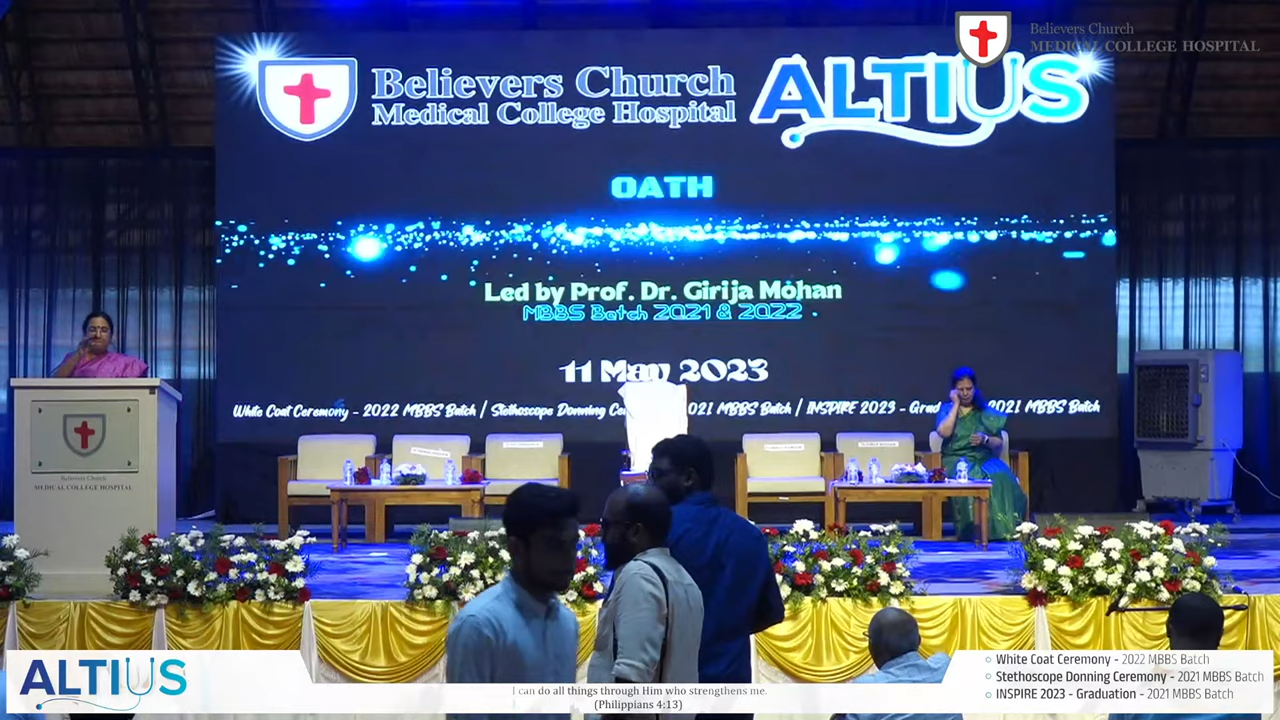 Believers Church
MEDICAL COLLEGE HOSPITAL
Believers Church
Medical College Hospital
ALTIUS
OATH
Led by Prof. Dr. Girija Mohan
MBBS Batch 2021 & 2022
11 May 2023
White Coat Ceremony - 2022 MBBS Batch / Stethoscope Donning Cer 2021 MBBS Batch / INSPIRE 2023 - Grad 2021 MBBS Batch
Believers Church
MEDICAL COLLEGE HOSPITAL
ALTIUS
can do all things through Him who strengthens me.
(Philippians 4:13)
White Coat Ceremony - 2022 MBBS Batch
Stethoscope Donning Ceremony - 2021 MBBS Batch
INSPIRE 2023 - Graduation - 2021 MBBS Batch